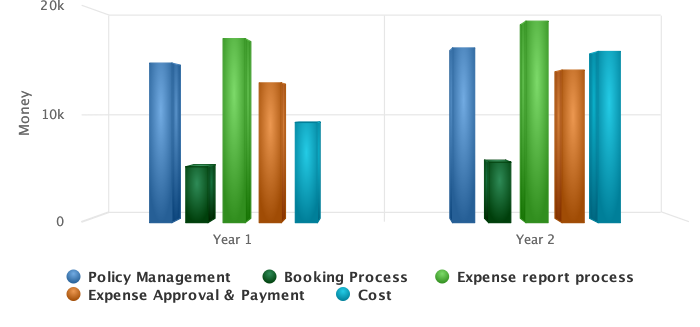 20k
10k
0
Money
Year 1
Year 2
Policy Management
Booking Process
Expense report process
Expense Approval & Payment
Cost